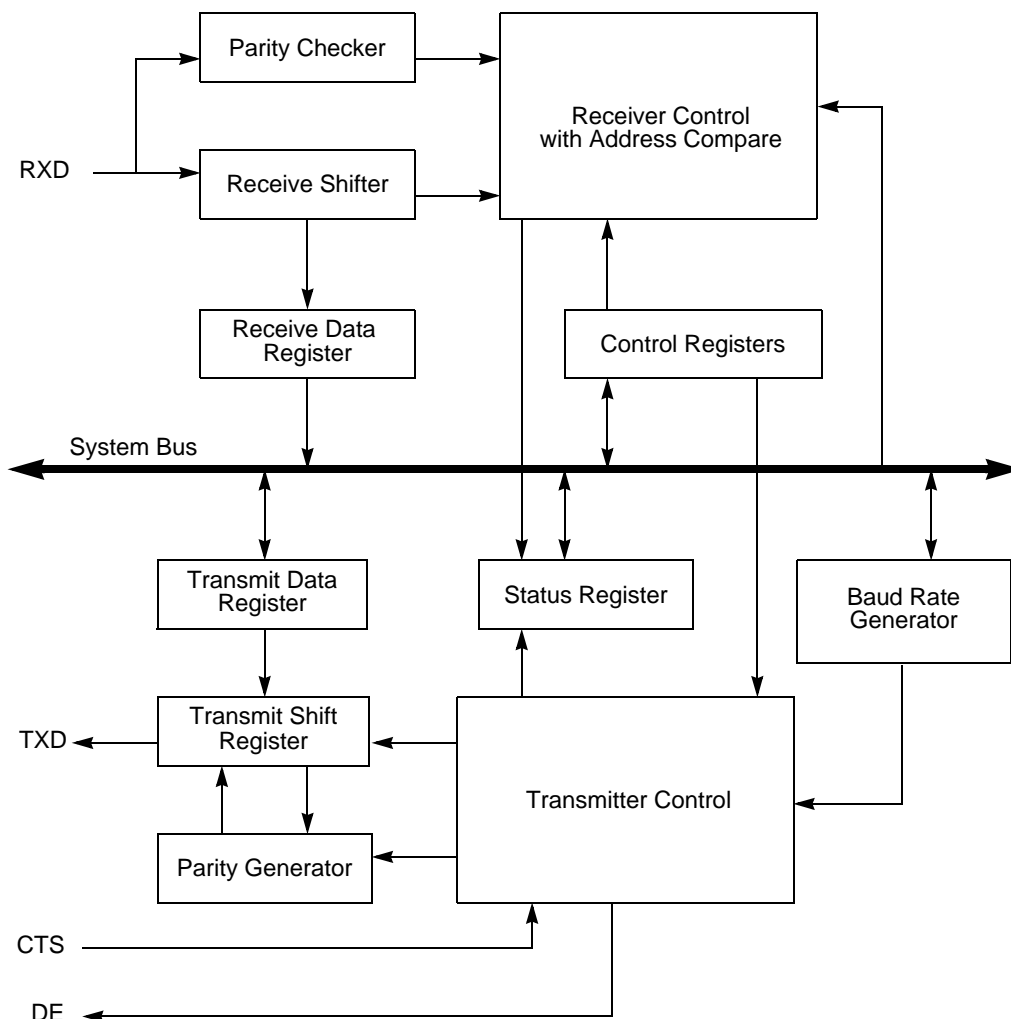 Parity Checker
Receiver Control
with Address Compare
RXD
Receive Shifter
Receive Data
Register
Control Registers
System Bus
Transmit Data
Register
Status Register
Baud Rate
Generator
Transmit Shift
Register
TXD
Transmitter Control
Parity Generator
CTS
DE